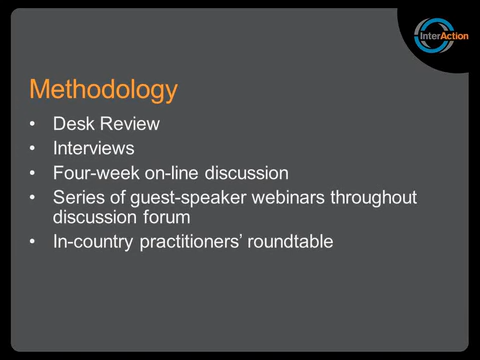 InterAction
Methodology
• Desk Review
• Interviews
• Four-week on-line discussion
• Series of guest-speaker webinars throughout
discussion forum
• In-country practitioners’ roundtable